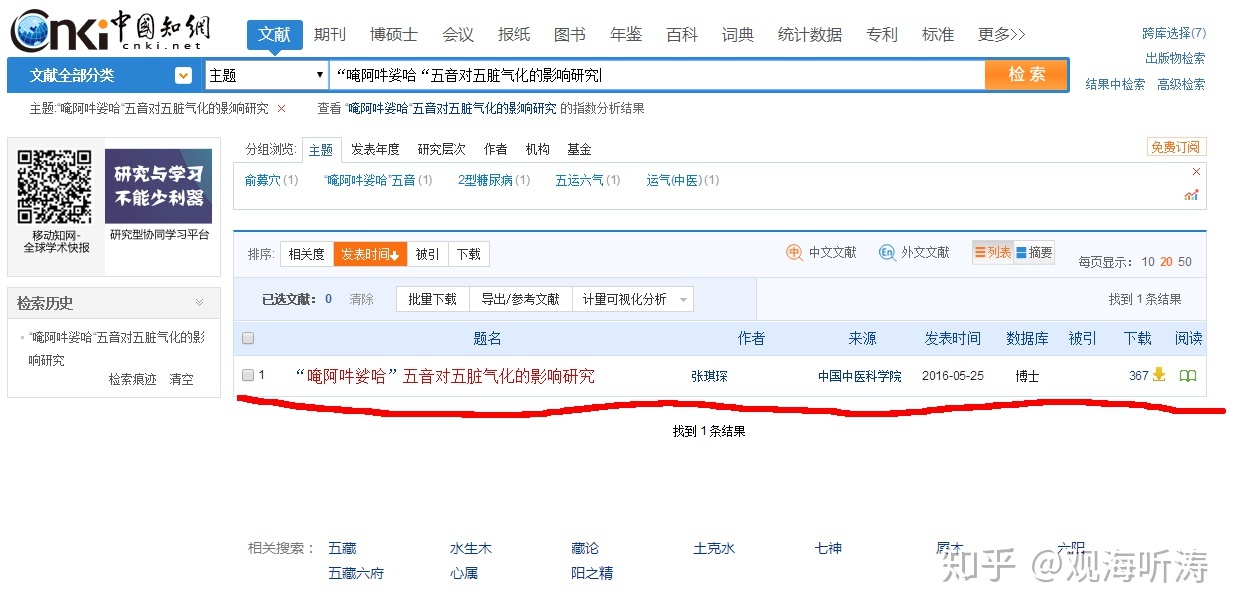 Cnki中國知網
cnki.net
文献 期刊 博硕士 会议 报纸 图书 年鉴 百科 词典 统计数据 专利 标准 更多>>
跨库选择(7)
出版物检索
文献全部分类 主题 “唵阿吽娑哈“五音对五脏气化的影响研究 检索
结果中检索 高级检索
主题:“唵阿吽娑哈“五音对五脏气化的影响研究 × 查看 “唵阿吽娑哈“五音对五脏气化的影响研究 的指数分析结果
移动知网-
全球学术快报
研究与学习
不能少利器
研究型协同学习平台
检索历史
“唵阿吽娑哈“五音对五脏气化的影
响研究
检索痕迹 清空
分组浏览: 主题 发表年度 研究层次 作者 机构 基金 免费订阅
俞募穴(1) “唵阿吽娑哈“五音(1) 2型糖尿病(1) 五运六气(1) 运气(中医)(1) ×
排序: 相关度 发表时间↓ 被引 下载 中 中文文献 En 外文文献 列表 摘要 每页显示: 10 20 50
已选文献: 0 清除 批量下载 导出/参考文献 计量可视化分析 找到 1 条结果
题名 作者 来源 发表时间 数据库 被引 下载 阅读
1 “唵阿吽娑哈”五音对五脏气化的影响研究 张琪琛 中国中医科学院 2016-05-25 博士 367
找到 1 条结果
相关搜索: 五藏 水生木 藏论 土克水 七神 六阳
五藏六府 心属 阳之精
知乎 @观海听涛